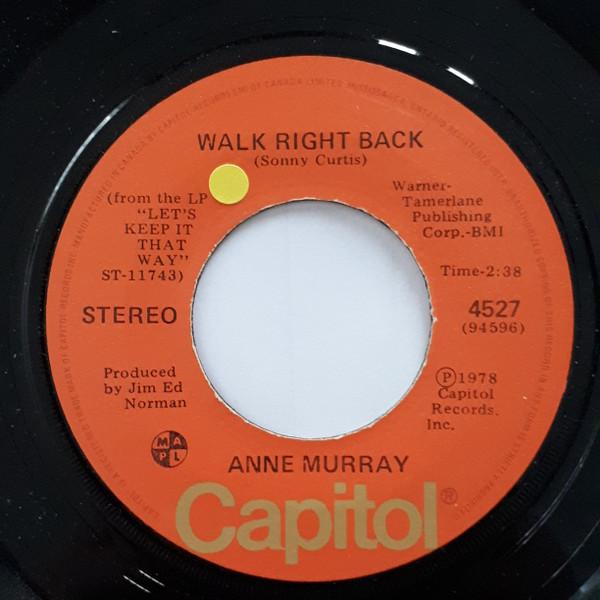 WALK RIGHT BACK
(Sonny Curtis)
(from the LP
"LET'S
KEEP IT
THAT
WAY"
ST-11743)
Warner-
Tamerlane
Publishing
Corp.-BMI
Time-2:38
STEREO
4527
(94596)
Produced
by Jim Ed
Norman
Ⓟ1978
Capitol
Records,
Inc.
M A
P L
ANNE MURRAY
Capitol®